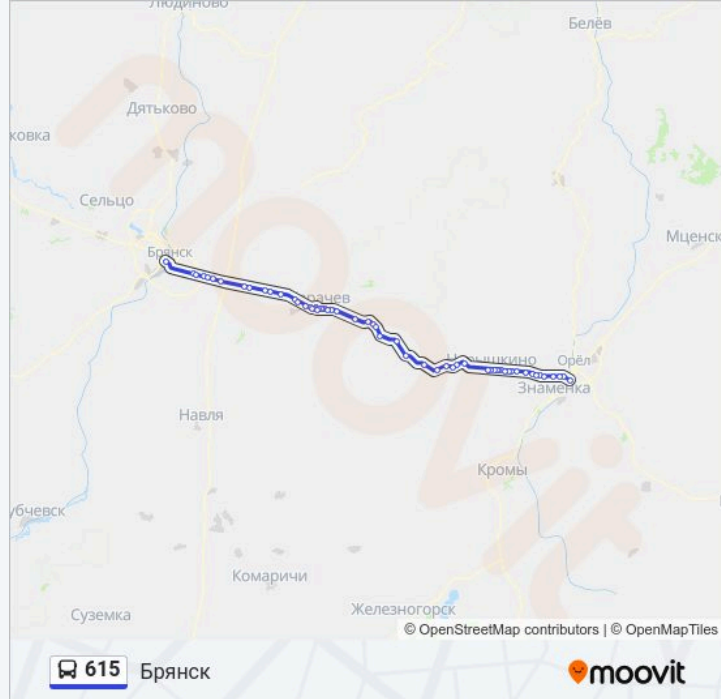 Людиново
Белёв
Дятьково
ковка
Сельцо
Мценск
Брянск
рачев
Нарышкино
Орёл
Знаменка
Навля
Кромы
убчевск
Комаричи
Железногорск
Суземка
© OpenStreetMap contributors | © OpenMapTiles
615 Брянск
moovit